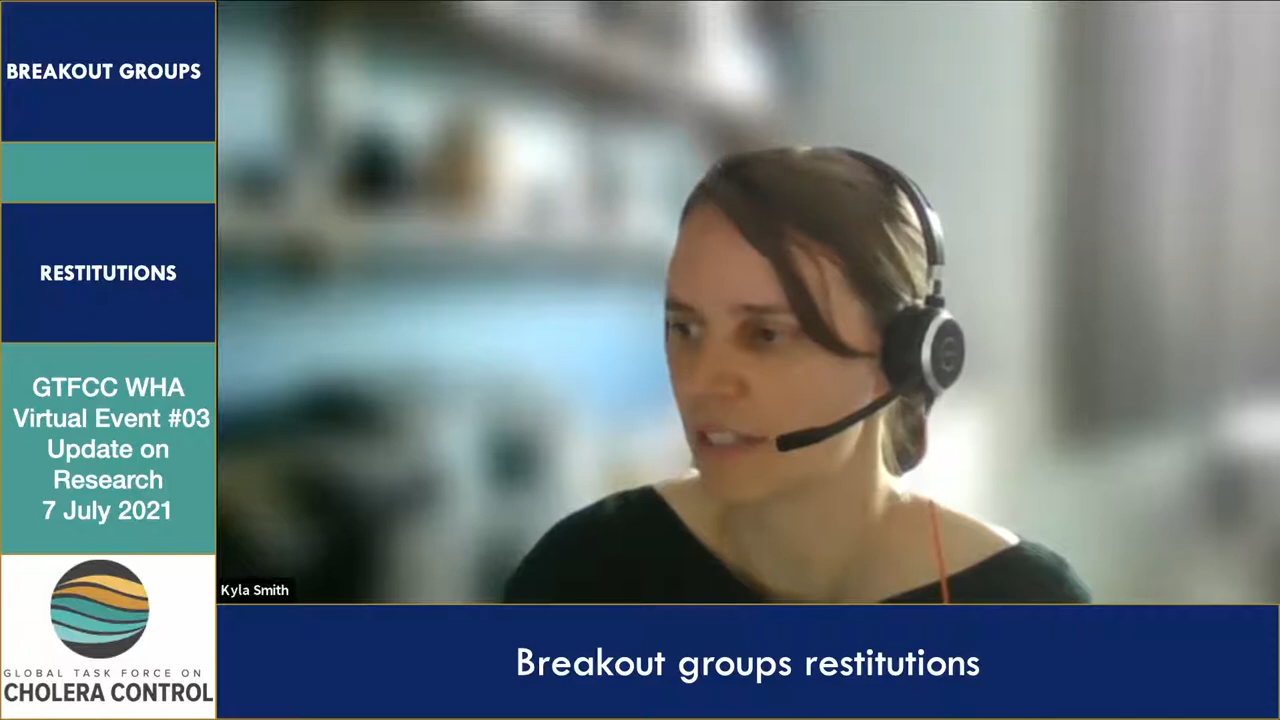 BREAKOUT GROUPS
RESTITUTIONS
GTFCC WHA
Virtual Event #03
Update on
Research
7 July 2021
GLOBAL TASK FORCE ON
CHOLERA CONTROL
Kyla Smith
Breakout groups restitutions